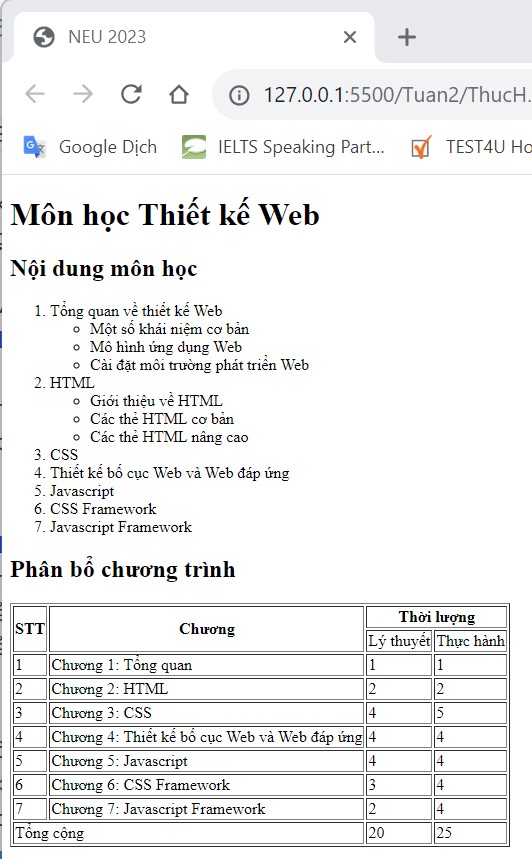 NEU 2023
127.0.0.1:5500/Tuan2/ThucH.
Google Dịch IELTS Speaking Part... TEST4U Ho
Môn học Thiết kế Web
Nội dung môn học
1. Tổng quan về thiết kế Web
Một số khái niệm cơ bản
Mô hình ứng dụng Web
Cài đặt môi trường phát triển Web
2. HTML
Giới thiệu về HTML
Các thẻ HTML cơ bản
Các thẻ HTML nâng cao
3. CSS
4. Thiết kế bố cục Web và Web đáp ứng
5. Javascript
6. CSS Framework
7. Javascript Framework
Phân bổ chương trình
STT Chương Thời lượng
Lý thuyết Thực hành
1 Chương 1: Tổng quan 1 1
2 Chương 2: HTML 2 2
3 Chương 3: CSS 4 5
4 Chương 4: Thiết kế bố cục Web và Web đáp ứng 4 4
5 Chương 5: Javascript 4 4
6 Chương 6: CSS Framework 3 4
7 Chương 7: Javascript Framework 2 4
Tổng cộng 20 25